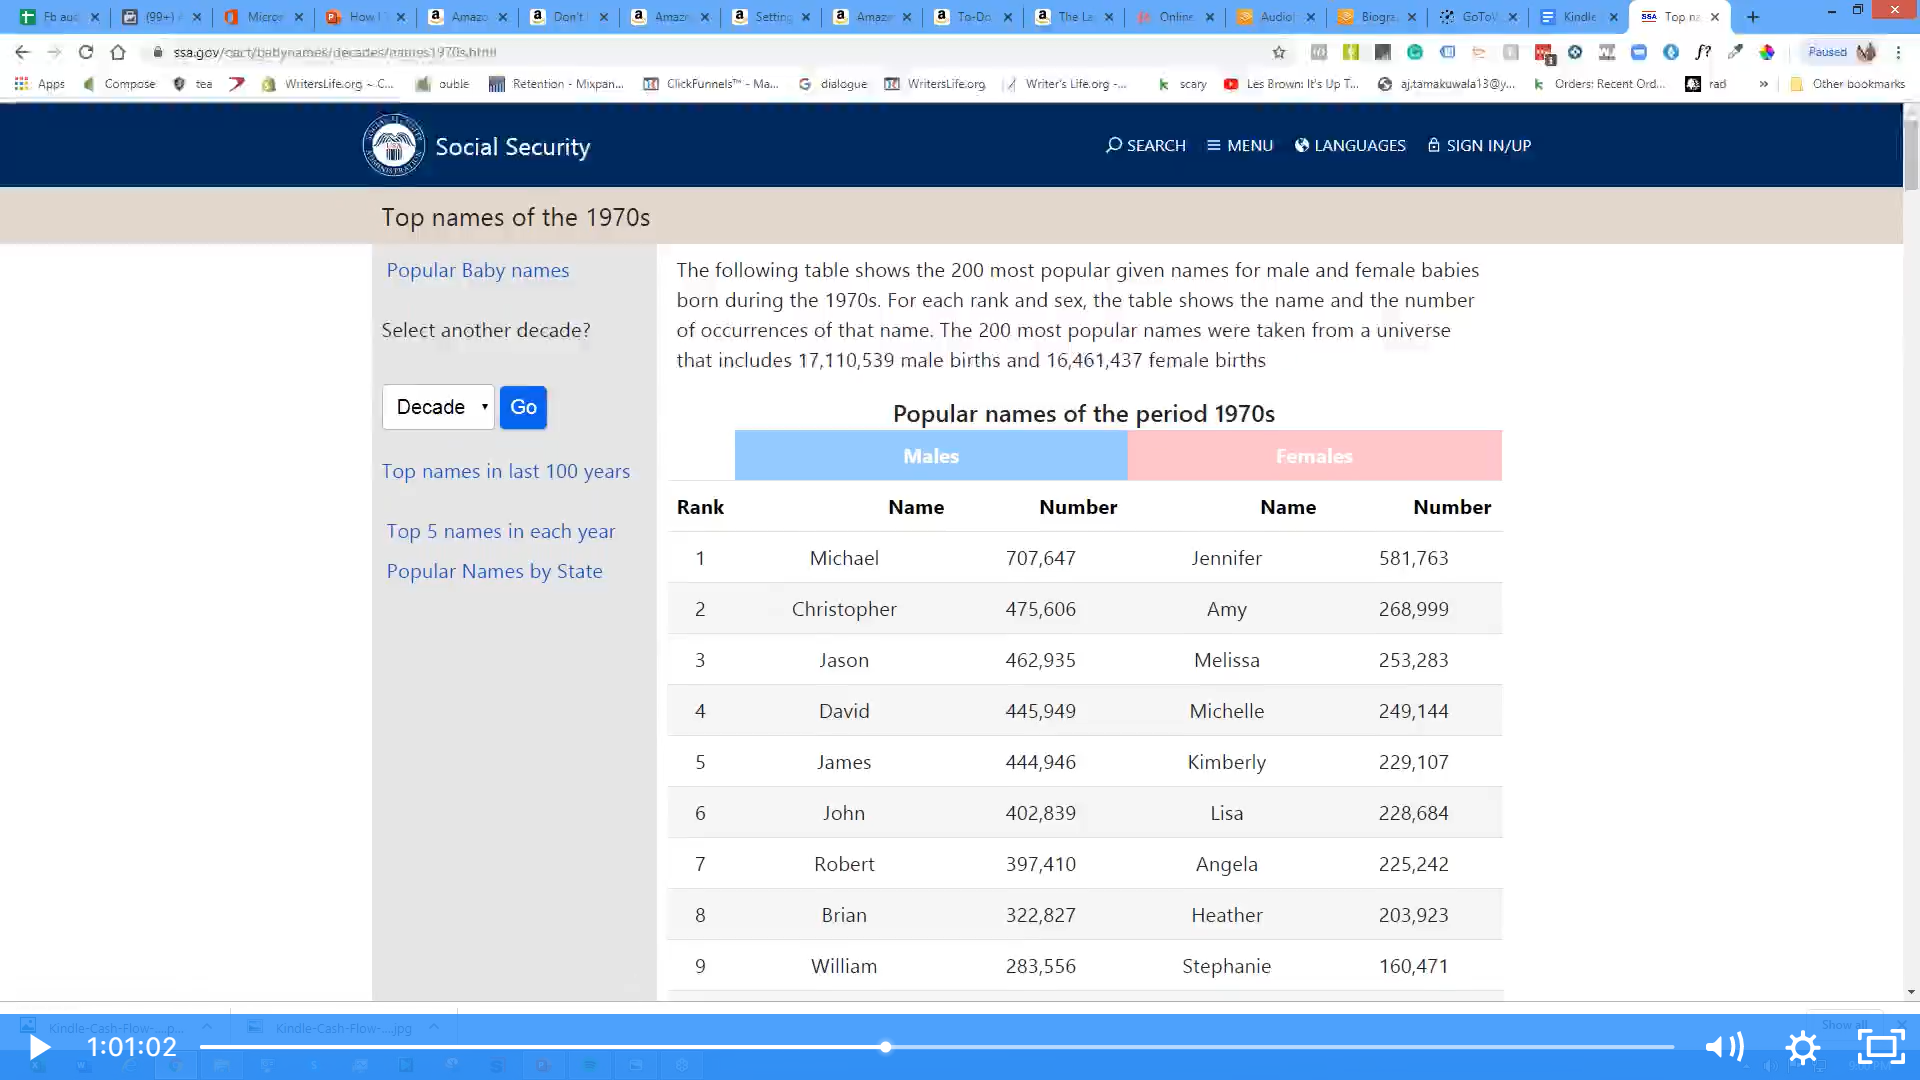 Fb au
(99+)
Micros
How I
Amazo
Don't
Amaz
Setting
Amaz
To-Do
The La
Online
Audiol
Biogra
GoToV
Kindle
Top na
ssa.gov/oact/babynames/decades/names1970s.html
Paused
Apps Compose tea WritersLife.org ~ C... ouble Retention - Mixpan... ClickFunnels™ - Ma... dialogue WritersLife.org Writer's Life.org -... scary Les Brown: It's Up T... aj.tamakuwala13@y... Orders: Recent Ord... rad » Other bookmarks
Social Security
SEARCH MENU LANGUAGES SIGN IN/UP
Top names of the 1970s
Popular Baby names
Select another decade?
Decade Go
Top names in last 100 years
Top 5 names in each year
Popular Names by State
The following table shows the 200 most popular given names for male and female babies
born during the 1970s. For each rank and sex, the table shows the name and the number
of occurrences of that name. The 200 most popular names were taken from a universe
that includes 17,110,539 male births and 16,461,437 female births
Popular names of the period 1970s
Males Females
Rank Name Number Name Number
1 Michael 707,647 Jennifer 581,763
2 Christopher 475,606 Amy 268,999
3 Jason 462,935 Melissa 253,283
4 David 445,949 Michelle 249,144
5 James 444,946 Kimberly 229,107
6 John 402,839 Lisa 228,684
7 Robert 397,410 Angela 225,242
8 Brian 322,827 Heather 203,923
9 William 283,556 Stephanie 160,471
Kindle-Cash-Flow-....p... Kindle-Cash-Flow-....jpg Show all
1:01:02